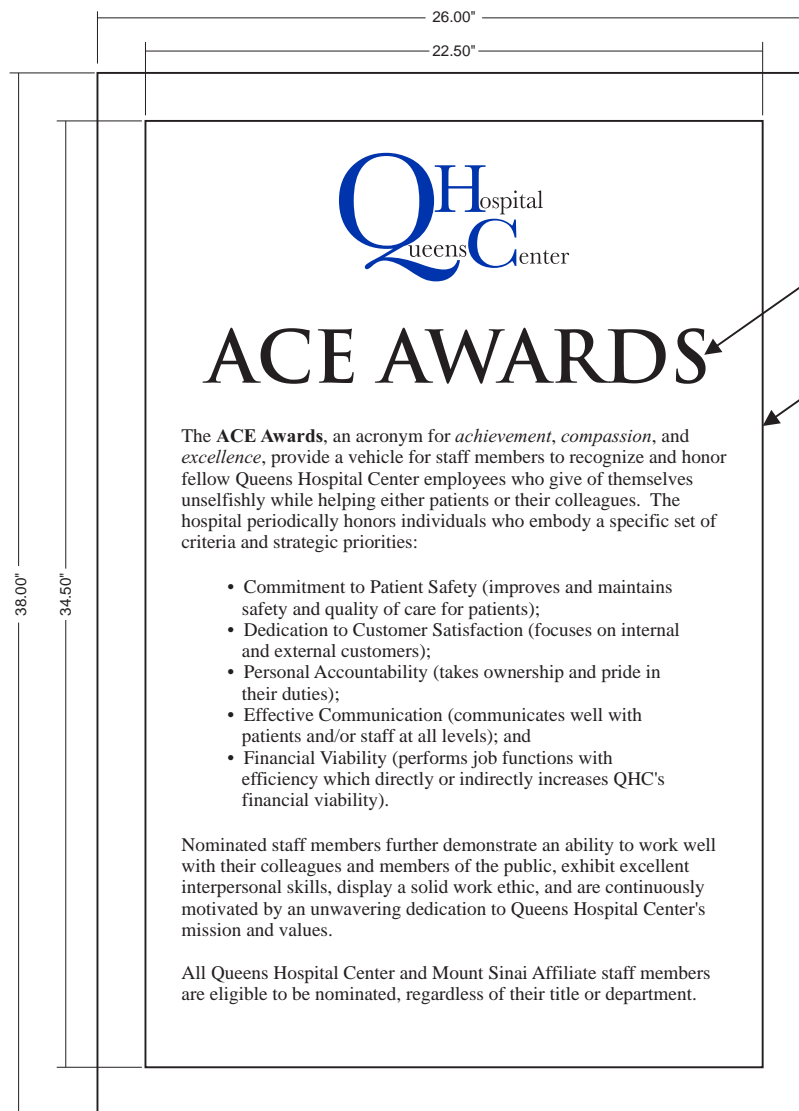 26.00"
22.50"
38.00"
34.50"
Hospital
Queens Center
ACE AWARDS
The ACE Awards, an acronym for achievement, compassion, and
excellence, provide a vehicle for staff members to recognize and honor
fellow Queens Hospital Center employees who give of themselves
unselfishly while helping either patients or their colleagues.  The
hospital periodically honors individuals who embody a specific set of
criteria and strategic priorities:
• Commitment to Patient Safety (improves and maintains
safety and quality of care for patients);
• Dedication to Customer Satisfaction (focuses on internal
and external customers);
• Personal Accountability (takes ownership and pride in
their duties);
• Effective Communication (communicates well with
patients and/or staff at all levels); and
• Financial Viability (performs job functions with
efficiency which directly or indirectly increases QHC's
financial viability).
Nominated staff members further demonstrate an ability to work well
with their colleagues and members of the public, exhibit excellent
interpersonal skills, display a solid work ethic, and are continuously
motivated by an unwavering dedication to Queens Hospital Center's
mission and values.
All Queens Hospital Center and Mount Sinai Affiliate staff members
are eligible to be nominated, regardless of their title or department.